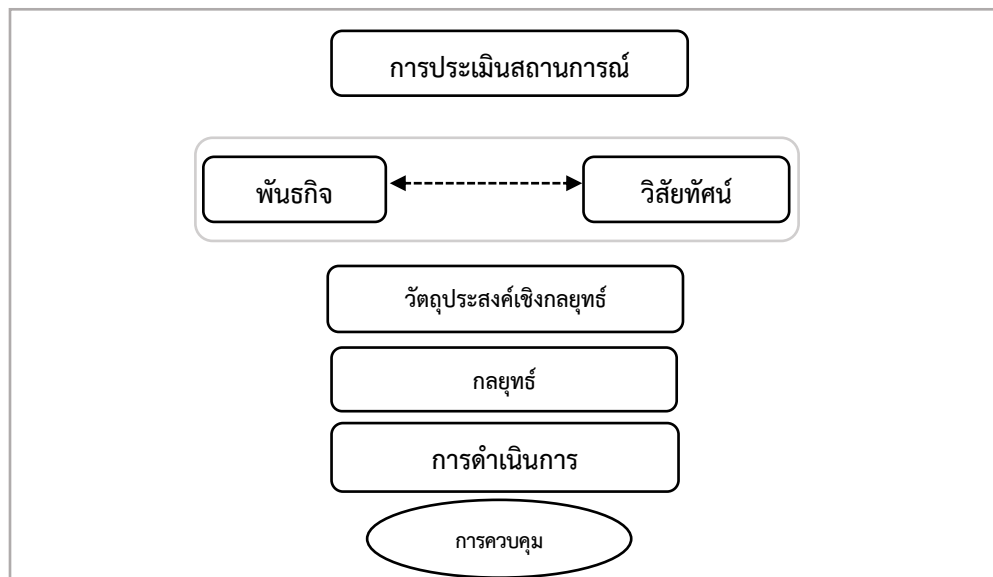 การประเมินสถานการณ์
พันธกิจ
วิสัยทัศน์
วัตถุประสงค์เชิงกลยุทธ์
กลยุทธ์
การดำเนินการ
การควบคุม